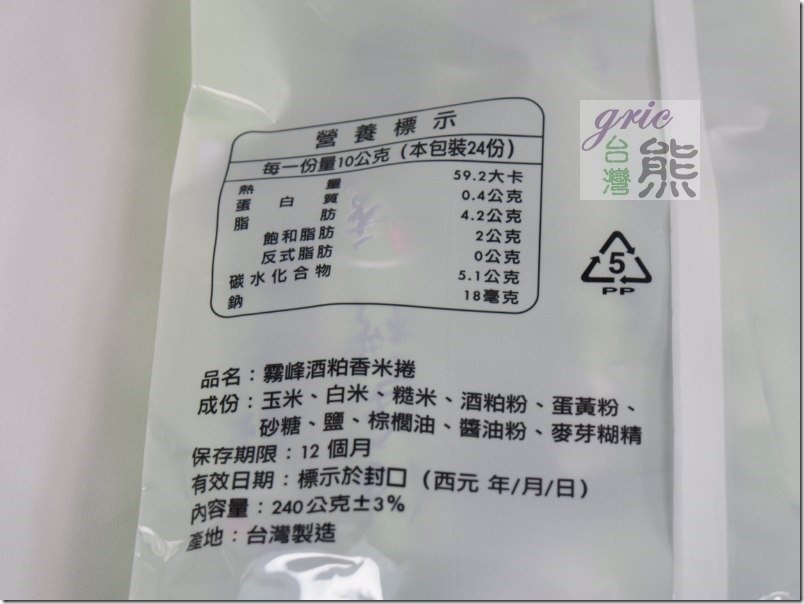 gric
台灣熊
營養標示
每一份量10公克（本包裝24份）
熱量 59.2大卡
蛋白質 0.4公克
脂肪 4.2公克
飽和脂肪 2公克
反式脂肪 0公克
碳水化合物 5.1公克
鈉 18毫克
5
PP
品名：霧峰酒粕香米捲
成份：玉米、白米、糙米、酒粕粉、蛋黃粉、
砂糖、鹽、棕櫚油、醬油粉、麥芽糊精
保存期限：12 個月
有效日期：標示於封口（西元 年/月/日）
內容量：240公克±3%
產地：台灣製造